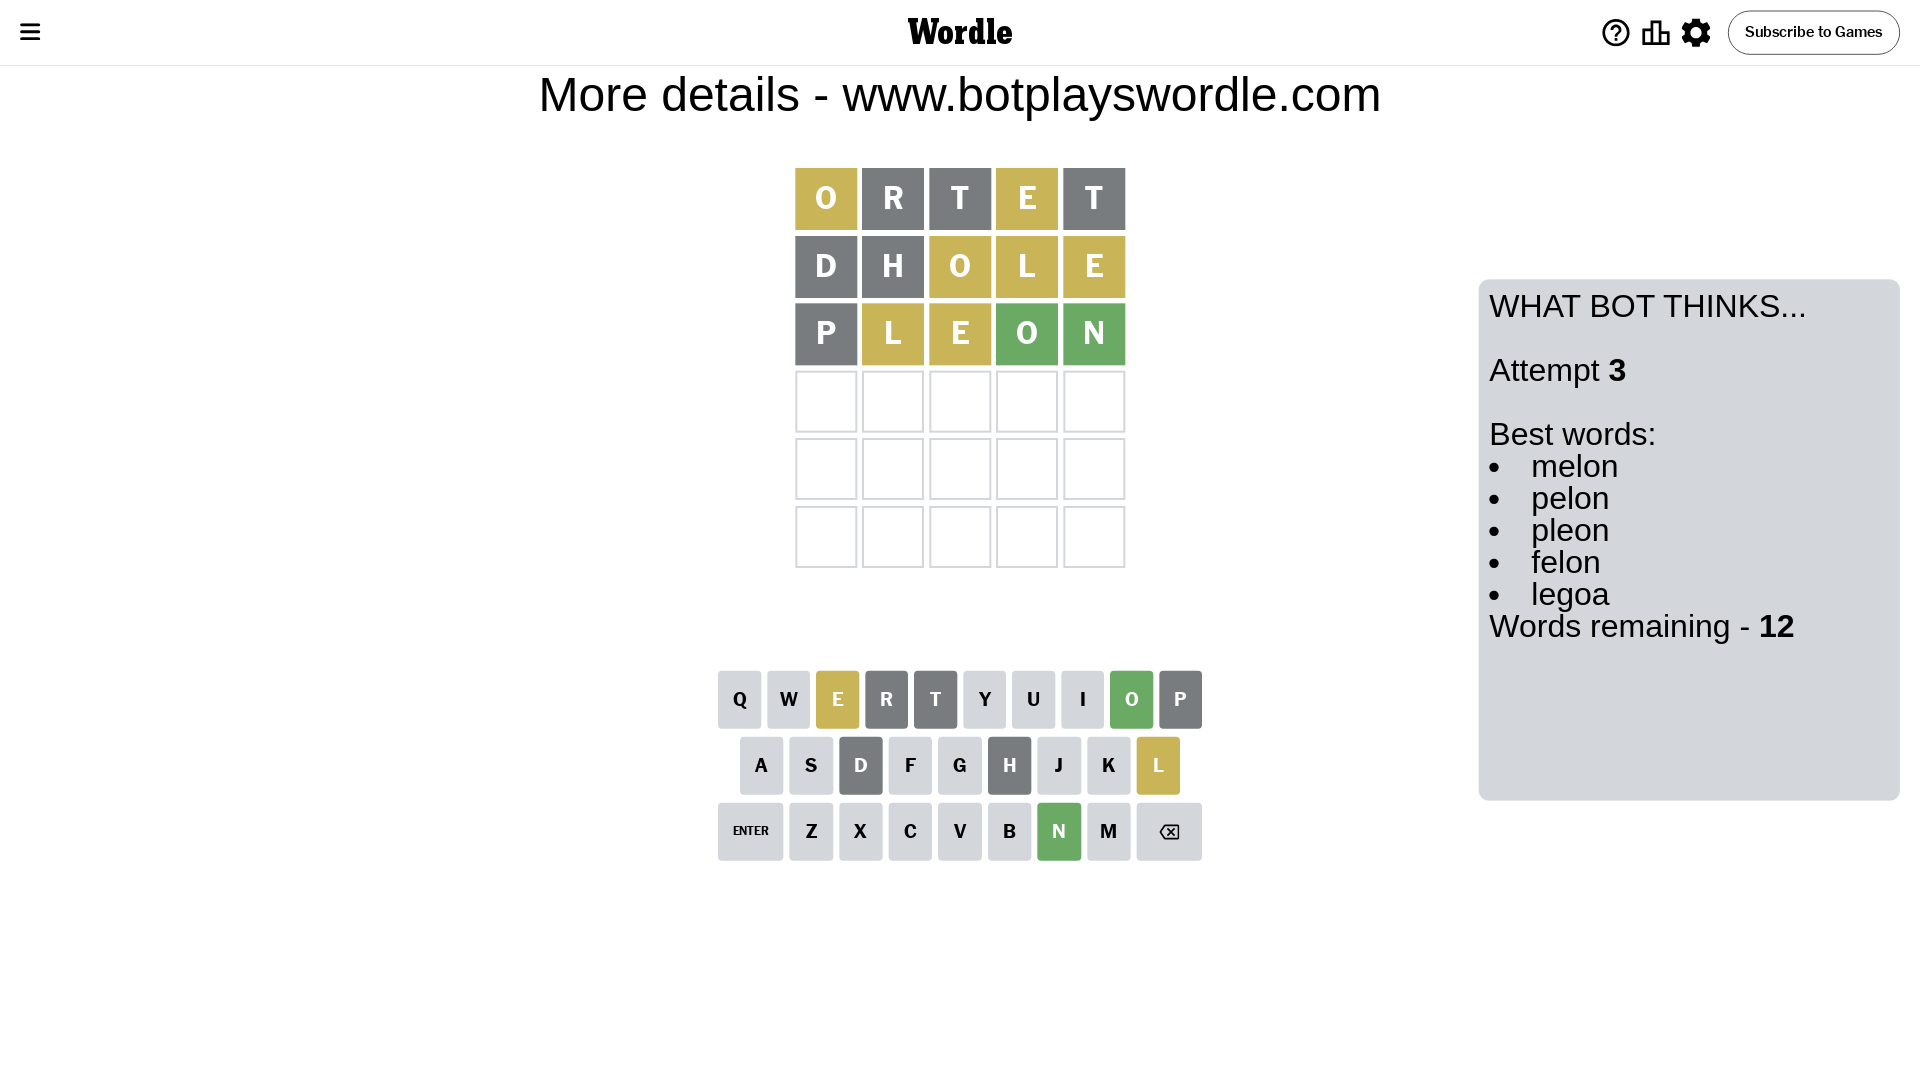 Wordle
Subscribe to Games
More details - www.botplayswordle.com
O R T E T
D H O L E
P L E O N
WHAT BOT THINKS...
Attempt 3
Best words:
• melon
• pelon
• pleon
• felon
• legoa
Words remaining - 12
Q W E R T Y U I O P
A S D F G H J K L
ENTER Z X C V B N M